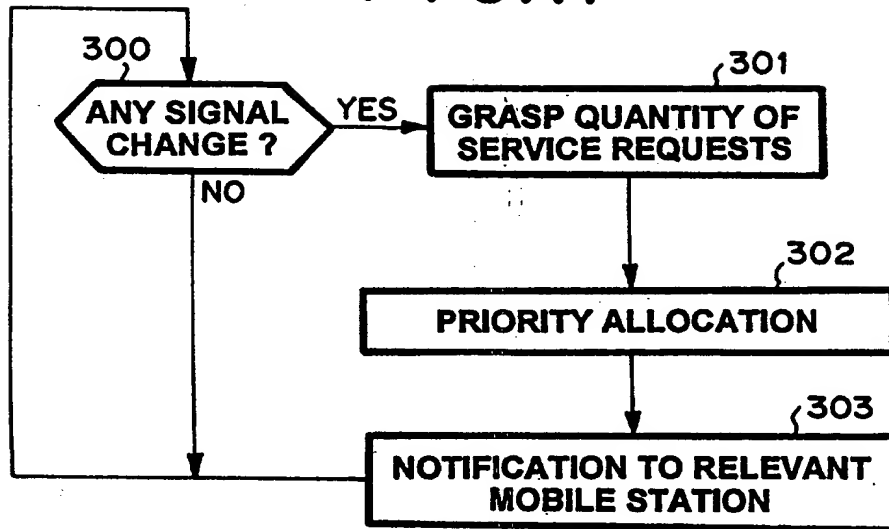 300
ANY SIGNAL
CHANGE ?
YES
NO
301
GRASP QUANTITY OF
SERVICE REQUESTS
302
PRIORITY ALLOCATION
303
NOTIFICATION TO RELEVANT
MOBILE STATION